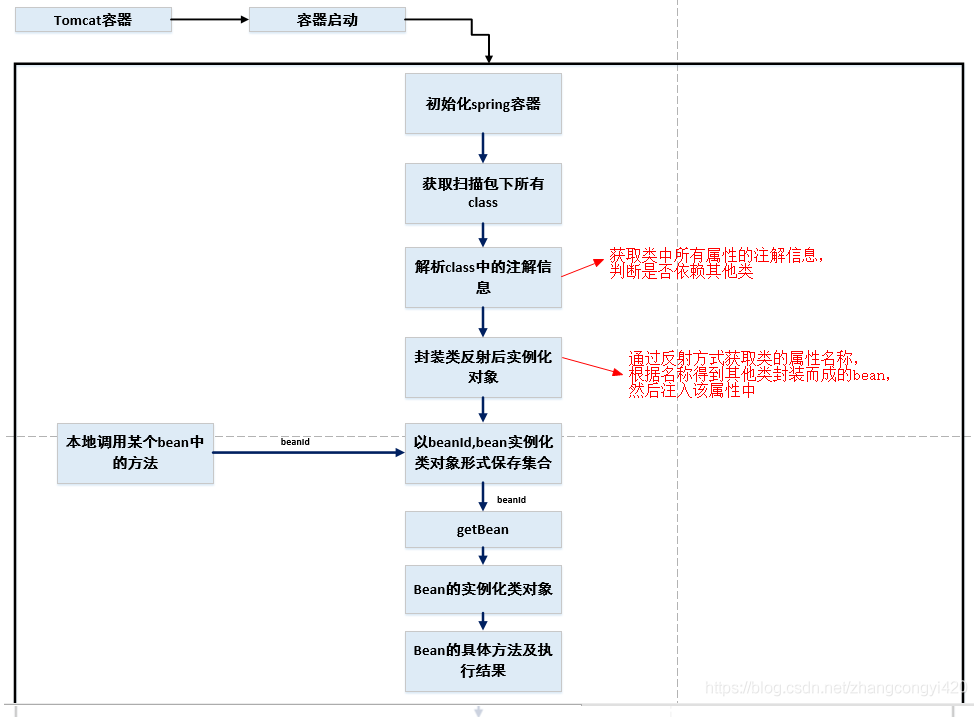 Tomcat容器
容器启动
初始化spring容器
获取扫描包下所有
class
解析class中的注解信
息
获取类中所有属性的注解信息，
判断是否依赖其他类
封装类反射后实例化
对象
通过反射方式获取类的属性名称，
根据名称得到其他类封装而成的bean，
然后注入该属性中
本地调用某个bean中
的方法
beanId
以beanId,bean实例化
类对象形式保存集合
beanId
getBean
Bean的实例化类对象
Bean的具体方法及执
行结果
https://blog.csdn.net/zhangcongyi420